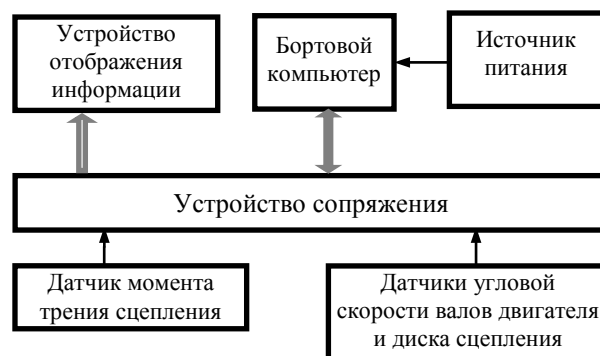 Устройство
отображения
информации
Бортовой
компьютер
Источник
питания
Устройство сопряжения
Датчик момента
трения сцепления
Датчики угловой
скорости валов двигателя
и диска сцепления